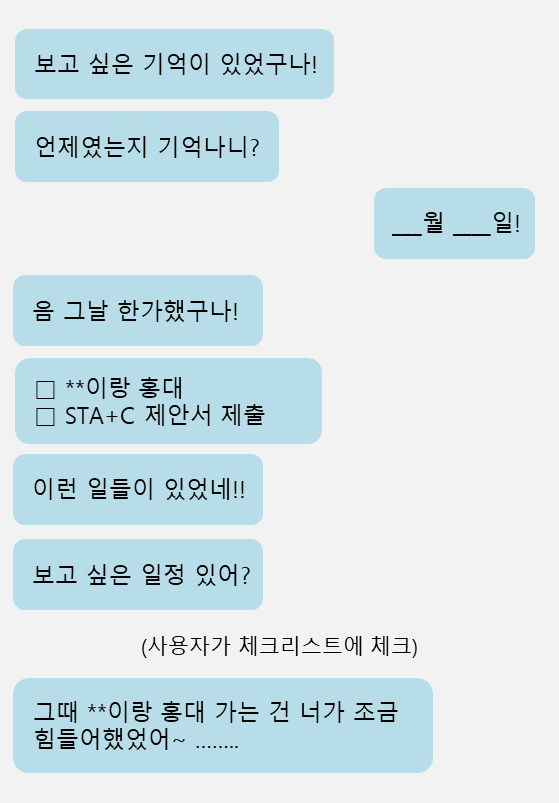 보고 싶은 기억이 있었구나!
언제였는지 기억나니?
___월 ____일!
음 그날 한가했구나!
□ **이랑 홍대
□ STA+C 제안서 제출
이런 일들이 있었네!!
보고 싶은 일정 있어?
(사용자가 체크리스트에 체크)
그때 **이랑 홍대 가는 건 너가 조금
힘들어했었어~ ........